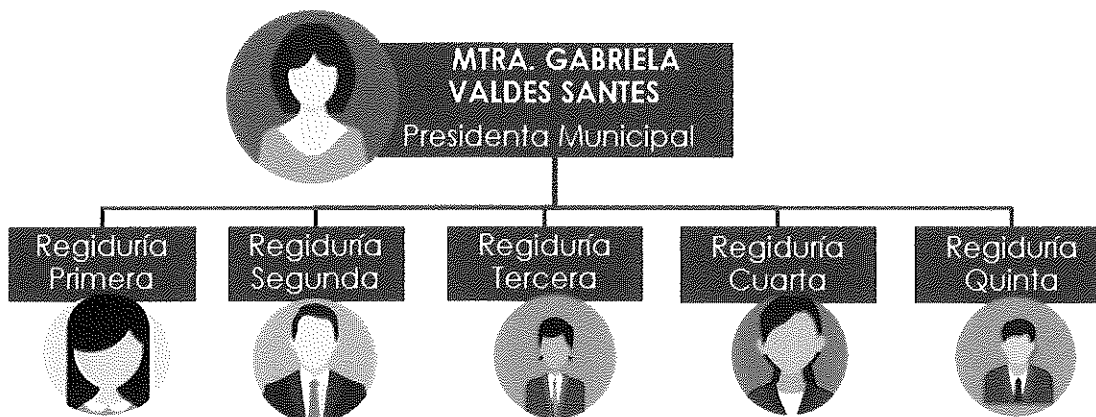 MTRA. GABRIELA
VALDES SANTES
Presidenta Municipal
Regiduría
Primera
Regiduría
Segunda
Regiduría
Tercera
Regiduría
Cuarta
Regiduría
Quinta